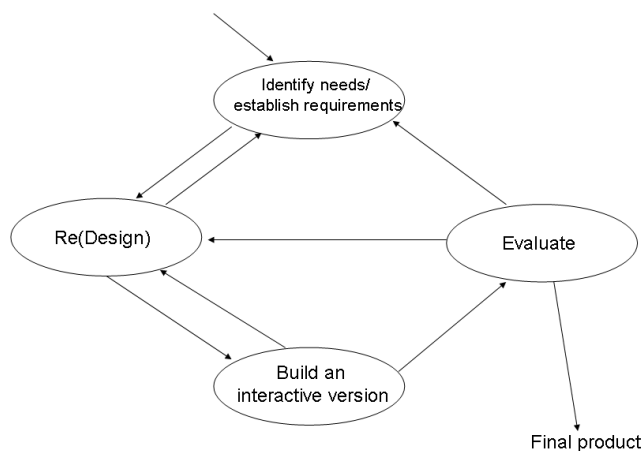 Identify needs/
establish requirements
Re(Design)
Evaluate
Build an
interactive version
Final product